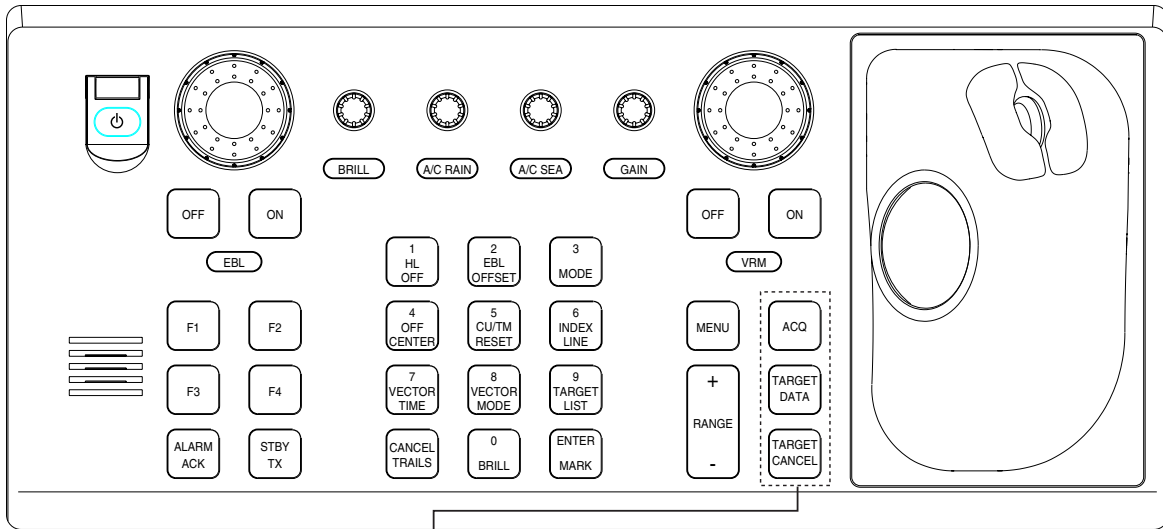 BRILL
A/C RAIN
A/C SEA
GAIN
OFF
ON
EBL
OFF
ON
VRM
1
HL
OFF
2
EBL
OFFSET
3
MODE
F1
F2
4
OFF
CENTER
5
CU/TM
RESET
6
INDEX
LINE
MENU
ACQ
F3
F4
7
VECTOR
TIME
8
VECTOR
MODE
9
TARGET
LIST
+
RANGE
-
TARGET
DATA
ALARM
ACK
STBY
TX
CANCEL
TRAILS
0
BRILL
ENTER
MARK
TARGET
CANCEL